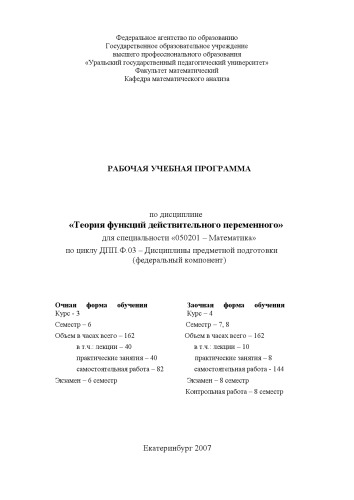 Федеральное агентство по образованию
Государственное образовательное учреждение
высшего профессионального образования
«Уральский государственный педагогический университет»
Факультет математический
Кафедра математического анализа
РАБОЧАЯ УЧЕБНАЯ ПРОГРАММА
по дисциплине
«Теория функций действительного переменного»
для специальности «050201 – Математика»
по циклу ДПП.Ф.03 – Дисциплины предметной подготовки
(федеральный компонент)
Очная форма обучения
Курс - 3
Семестр – 6
Объем в часах всего – 162
в т.ч.: лекции – 40
практические занятия – 40
самостоятельная работа – 82
Экзамен – 6 семестр
Заочная форма обучения
Курс – 4
Семестр – 7, 8
Объем в часах всего – 162
в т.ч.: лекции – 10
практические занятия – 8
самостоятельная работа - 144
Экзамен – 8 семестр
Контрольная работа – 8 семестр
Екатеринбург 2007